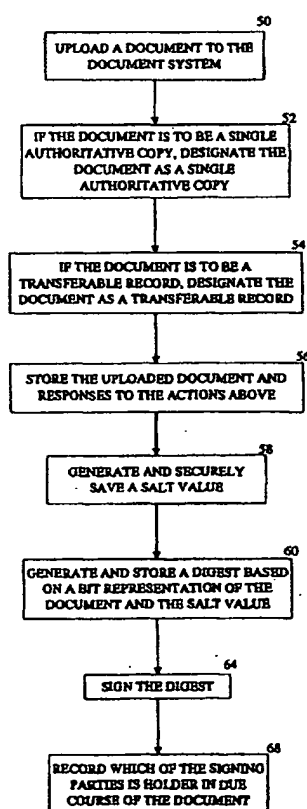 50
UPLOAD A DOCUMENT TO THE
DOCUMENT SYSTEM
52
IF THE DOCUMENT IS TO BE A SINGLE
AUTHORITATIVE COPY, DESIGNATE THE
DOCUMENT AS A SINGLE
AUTHORITATIVE COPY
54
IF THE DOCUMENT IS TO BE A
TRANSFERABLE RECORD, DESIGNATE THE
DOCUMENT AS A TRANSFERABLE RECORD
56
STORE THE UPLOADED DOCUMENT AND
RESPONSES TO THE ACTIONS ABOVE
58
GENERATE AND SECURELY
SAVE A SALT VALUE
60
GENERATE AND STORE A DIGEST BASED
ON A BIT REPRESENTATION OF THE
DOCUMENT AND THE SALT VALUE
64
SIGN THE DIGEST
68
RECORD WHICH OF THE SIGNING
PARTIES IS HOLDER IN DUE
COURSE OF THE DOCUMENT